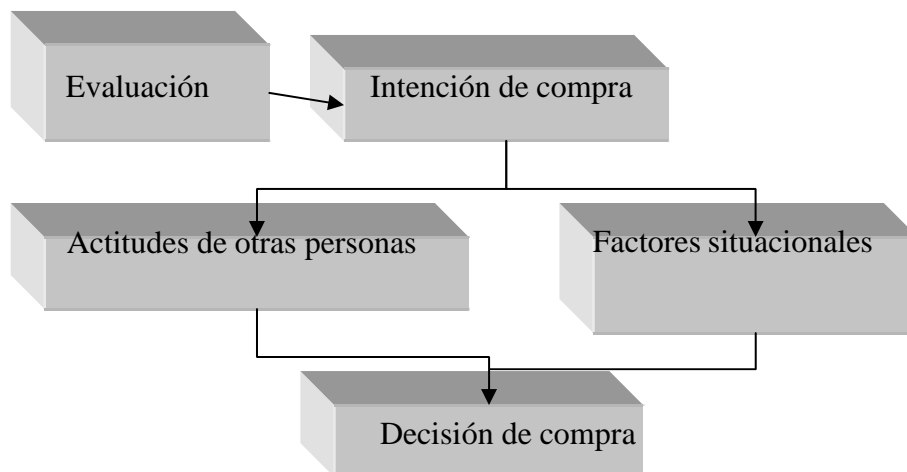 Evaluación
Intención de compra
Actitudes de otras personas
Factores situacionales
Decisión de compra